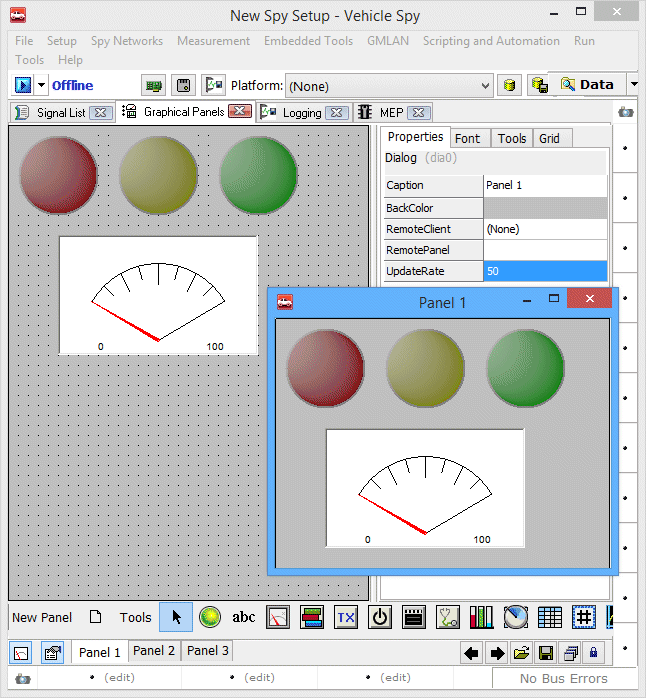 New Spy Setup - Vehicle Spy
File Setup Spy Networks Measurement Embedded Tools GMLAN Scripting and Automation Run
Tools Help
Offline Platform: (None) Data
Signal List Graphical Panels Logging MEP
Properties Font Tools Grid
Dialog (dia0)
Caption Panel 1
BackColor
RemoteClient (None)
RemotePanel
UpdateRate 50
0 100
Panel 1
0 100
New Panel Tools abc TX #
Panel 1 Panel 2 Panel 3
(edit) (edit) (edit) No Bus Errors